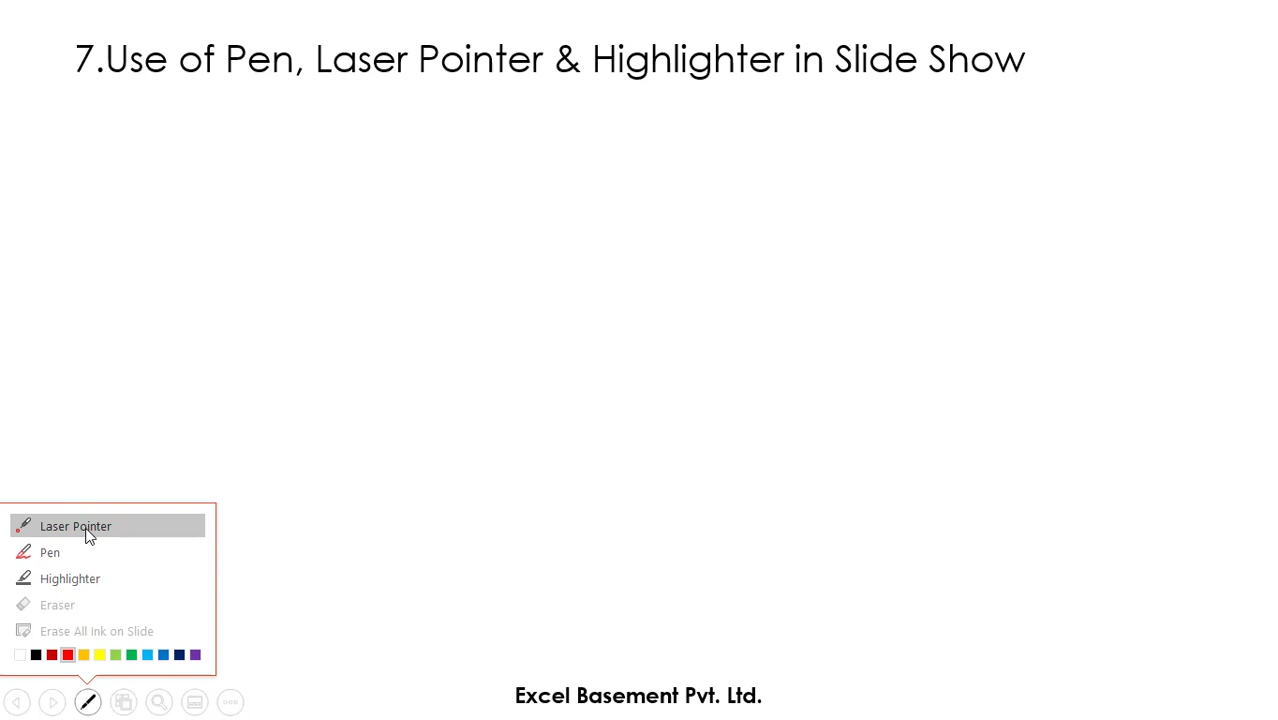 7.Use of Pen, Laser Pointer & Highlighter in Slide Show
Laser Pointer
Pen
Highlighter
Eraser
Erase All Ink on Slide
Excel Basement Pvt. Ltd.